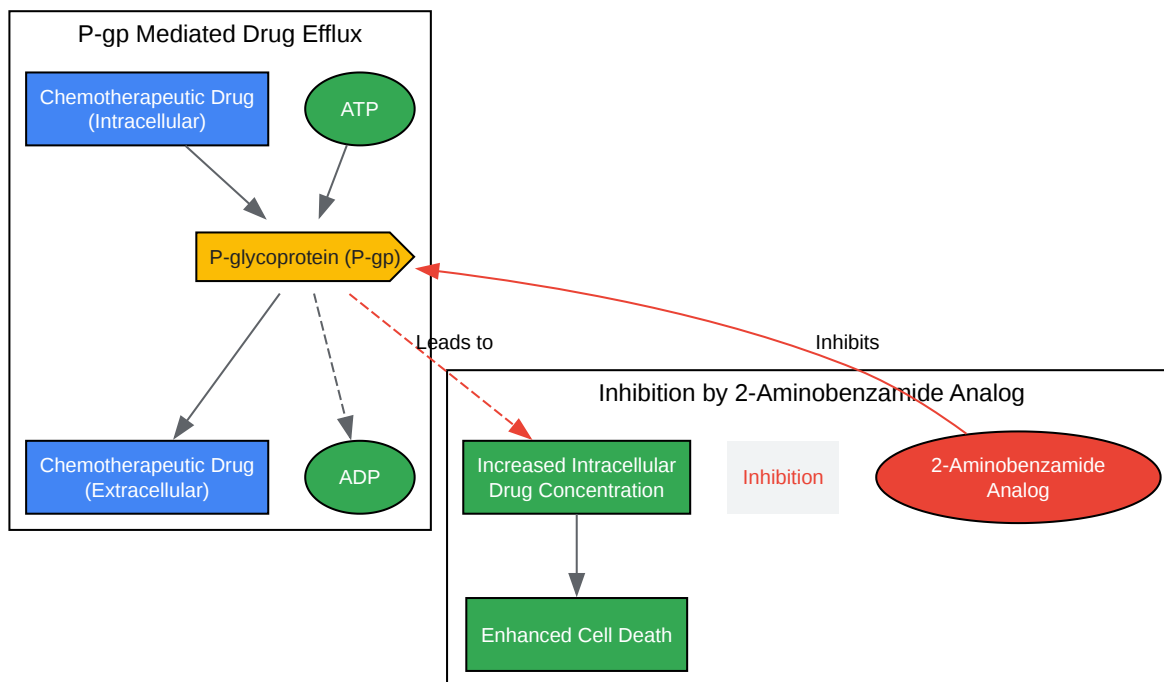 P-gp Mediated Drug Efflux
Chemotherapeutic Drug
(Intracellular)
ATP
P-glycoprotein (P-gp)
Leads to
Inhibits
Chemotherapeutic Drug
(Extracellular)
ADP
Inhibition by 2-Aminobenzamide Analog
Increased Intracellular
Drug Concentration
Inhibition
2-Aminobenzamide
Analog
Enhanced Cell Death